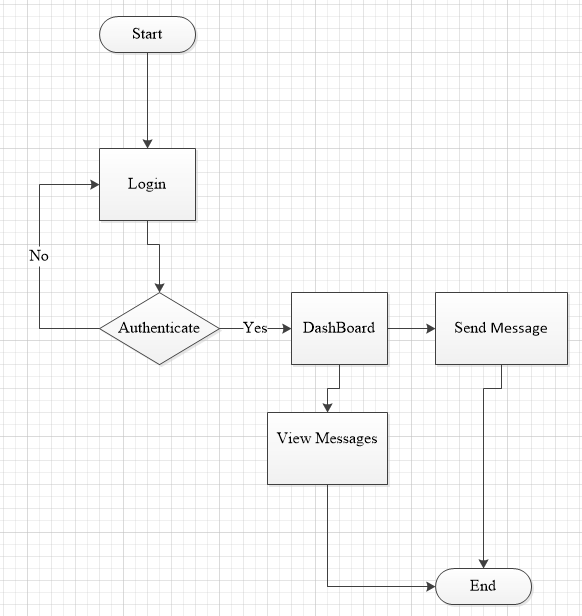 Start
Login
No
Authenticate
Yes
DashBoard
Send Message
View Messages
End